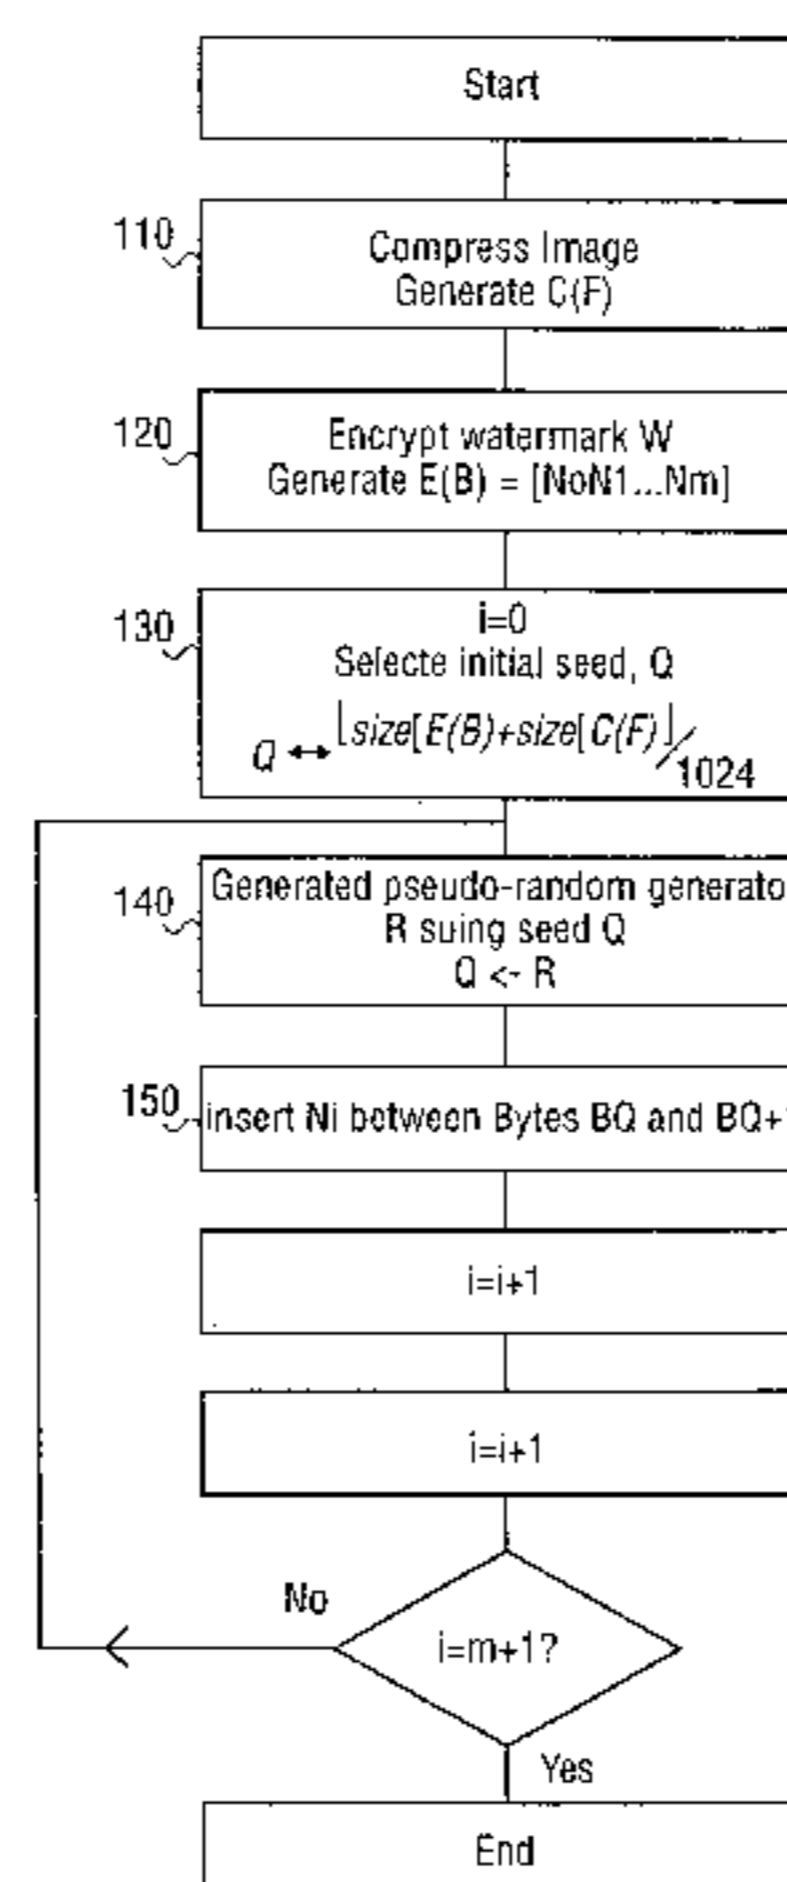 Start
110
Compress Image
Generate C(F)
120
Encrypt watermark W
Generate E(B) = [NoN1...Nm]
130
i=0
Selecte initial seed, Q
Q ↔ ⌊size[E(B)+size[C(F)⌋/1024
140
Generated pseudo-random generato
R suing seed Q
Q <- R
150
insert Ni between Bytes BQ and BQ+1
i=i+1
i=i+1
No
i=m+1?
Yes
End